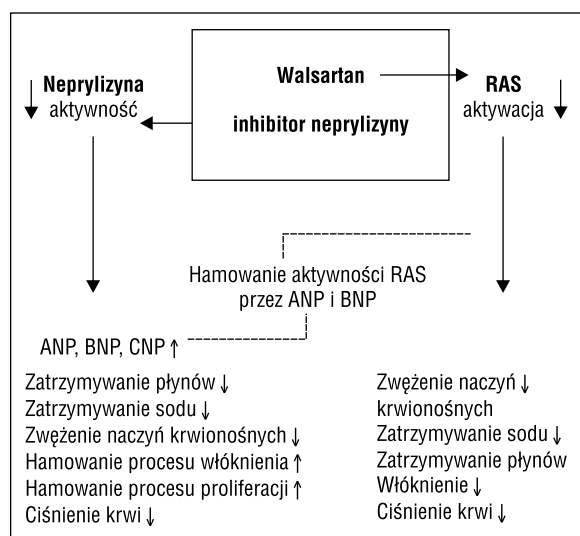 ↓ Neprylizyna
aktywność
Walsartan
inhibitor neprylizyny
RAS ↓
aktywacja
Hamowanie aktywności RAS
przez ANP i BNP
ANP, BNP, CNP ↑
Zatrzymywanie płynów ↓
Zatrzymywanie sodu ↓
Zwężenie naczyń krwionośnych ↓
Hamowanie procesu włóknienia ↑
Hamowanie procesu proliferacji ↑
Ciśnienie krwi ↓
Zwężenie naczyń ↓
krwionośnych
Zatrzymywanie sodu ↓
Zatrzymywanie płynów
Włóknienie ↓
Ciśnienie krwi ↓